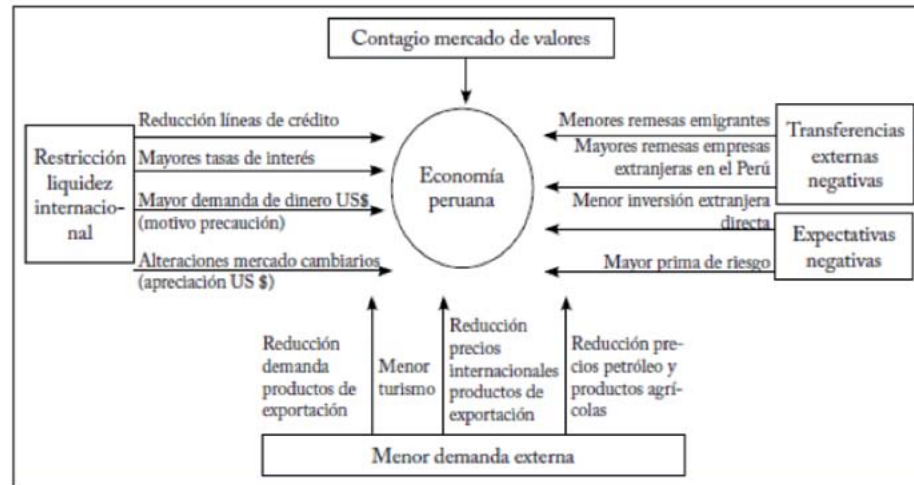 Contagio mercado de valores
Restricción
liquidez
internacio-
nal
Reducción líneas de crédito
Mayores tasas de interés
Mayor demanda de dinero US$
(motivo precaución)
Alteraciones mercado cambiarios
(apreciación US $)
Economía
peruana
Menores remesas emigrantes
Mayores remesas empresas
extranjeras en el Perú
Menor inversión extranjera
directa
Mayor prima de riesgo
Transferencias
externas
negativas
Expectativas
negativas
Reducción
demanda
productos de
exportación
Menor
turismo
Reducción
precios
internacionales
productos de
exportación
Reducción pre-
cios petróleo y
productos agrí-
colas
Menor demanda externa